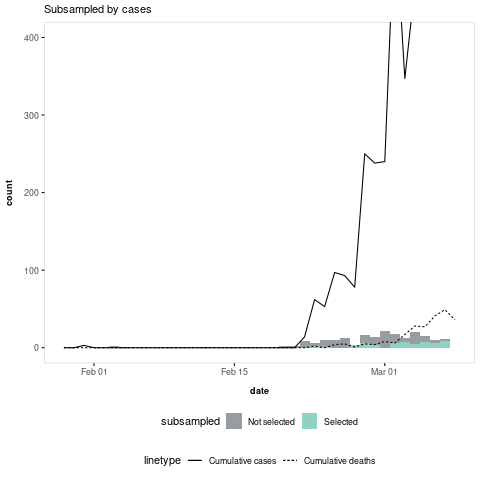 Subsampled by cases
400
300
200
100
0
count
Feb 01
Feb 15
Mar 01
date
subsampled Not selected Selected
linetype Cumulative cases Cumulative deaths